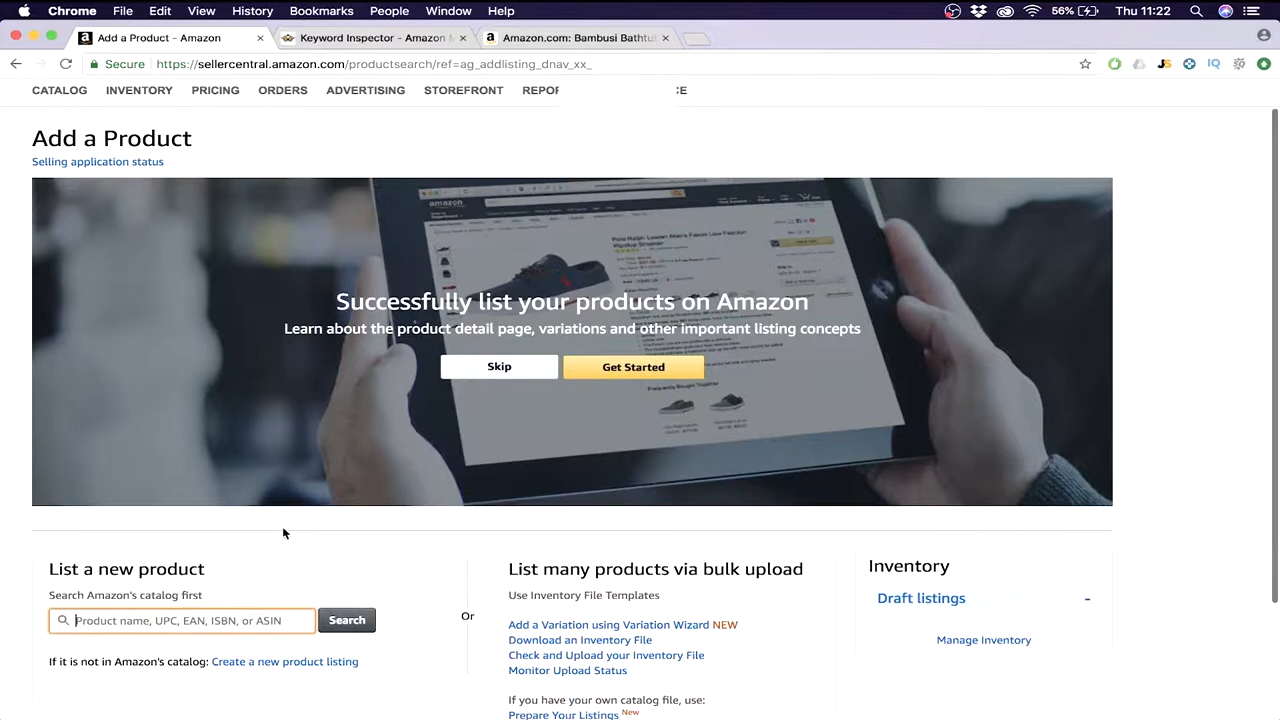 Chrome File Edit View History Bookmarks People Window Help 56% Thu 11:22
Add a Product - Amazon
Keyword Inspector - Amazon
Amazon.com: Bambusi Bathtu
Secure https://sellercentral.amazon.com/productsearch/ref=ag_addlisting_dnav_xx_
CATALOG INVENTORY PRICING ORDERS ADVERTISING STOREFRONT REPO CE
Add a Product
Selling application status
amazon
Successfully list your products on Amazon
Learn about the product detail page, variations and other important listing concepts
Skip Get Started
Frequently Bought Together
List a new product
Search Amazon's catalog first
Product name, UPC, EAN, ISBN, or ASIN Search
If it is not in Amazon's catalog: Create a new product listing
Or
List many products via bulk upload
Use Inventory File Templates
Add a Variation using Variation Wizard NEW
Download an Inventory File
Check and Upload your Inventory File
Monitor Upload Status
If you have your own catalog file, use:
Prepare Your Listings New
Inventory
Draft listings -
Manage Inventory